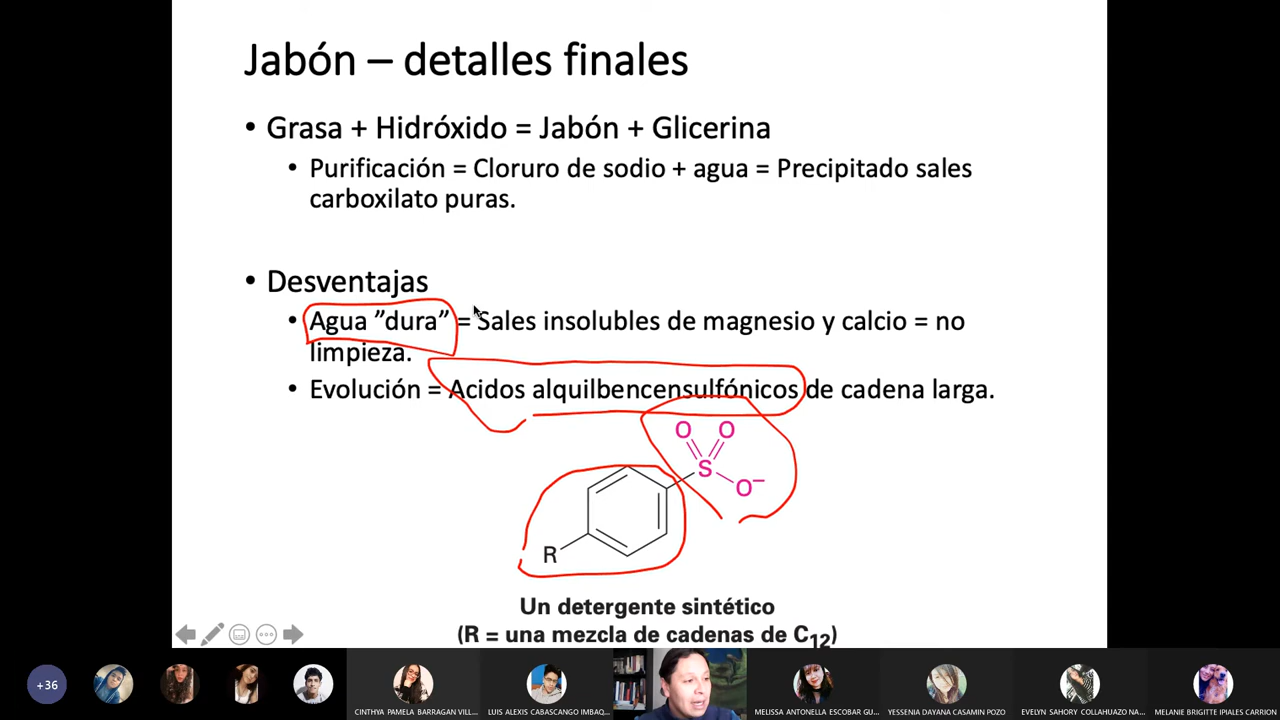 Jabón – detalles finales
• Grasa + Hidróxido = Jabón + Glicerina
• Purificación = Cloruro de sodio + agua = Precipitado sales
carboxilato puras.
• Desventajas
• Agua ”dura” = Sales insolubles de magnesio y calcio = no
limpieza.
• Evolución = Acidos alquilbencensulfónicos de cadena larga.
O O
S
O−
R
Un detergente sintético
(R = una mezcla de cadenas de C12)
+36
CINTHYA PAMELA BARRAGAN VILL...
LUIS ALEXIS CABASCANGO IMBAQ...
MELISSA ANTONELLA ESCOBAR GU...
YESSENIA DAYANA CASAMIN POZO
EVELYN SAHORY COLLAHUAZO NA...
MELANIE BRIGITTE IPIALES CARRION